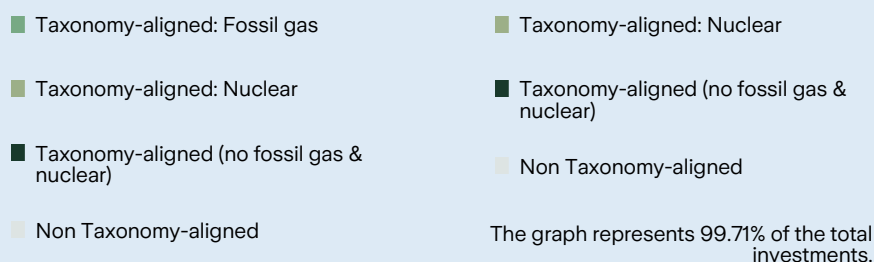 Taxonomy-aligned: Fossil gas
Taxonomy-aligned: Nuclear
Taxonomy-aligned (no fossil gas &
nuclear)
Non Taxonomy-aligned
Taxonomy-aligned: Nuclear
Taxonomy-aligned (no fossil gas &
nuclear)
Non Taxonomy-aligned
The graph represents 99.71% of the total
investments.